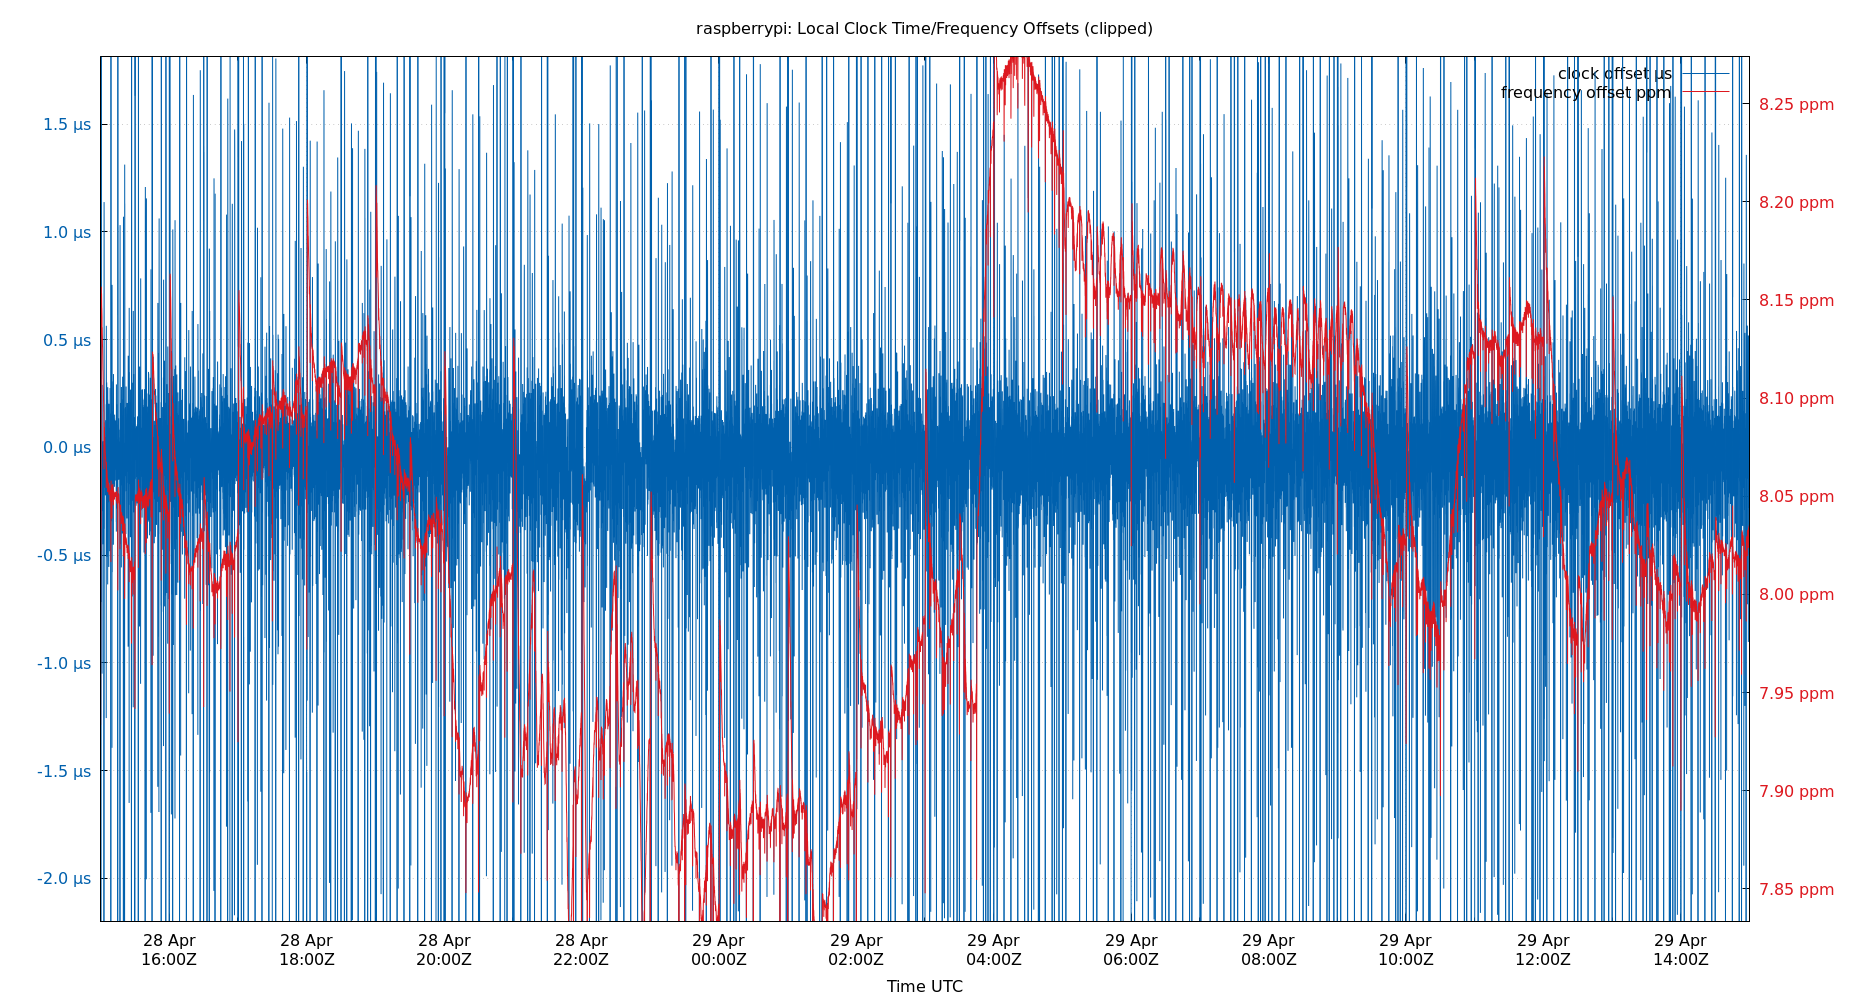 raspberrypi: Local Clock Time/Frequency Offsets (clipped)
clock offset µs
frequency offset ppm
1.5 µs
1.0 µs
0.5 µs
0.0 µs
-0.5 µs
-1.0 µs
-1.5 µs
-2.0 µs
8.25 ppm
8.20 ppm
8.15 ppm
8.10 ppm
8.05 ppm
8.00 ppm
7.95 ppm
7.90 ppm
7.85 ppm
28 Apr 28 Apr 28 Apr 28 Apr 29 Apr 29 Apr 29 Apr 29 Apr 29 Apr 29 Apr 29 Apr 29 Apr
16:00Z 18:00Z 20:00Z 22:00Z 00:00Z 02:00Z 04:00Z 06:00Z 08:00Z 10:00Z 12:00Z 14:00Z
Time UTC